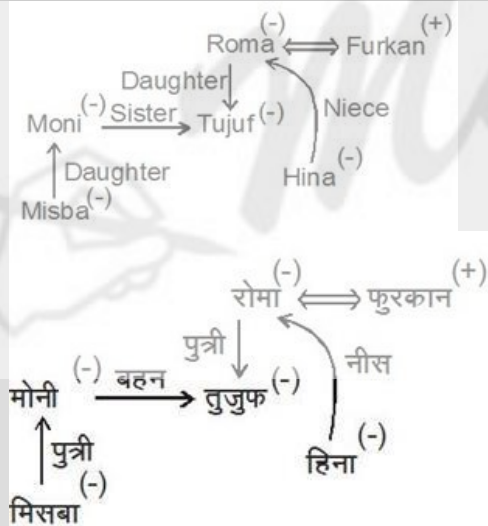 (-) (+)
Roma Furkan
Daughter
Moni (-) Sister Tujuf (-) Niece
Daughter Hina (-)
Misba (-)
(-) (+)
रोमा फुरकान
पुत्री नीस
मोनी (-) बहन तुजुफ (-)
पुत्री हिना (-)
मिसबा (-)